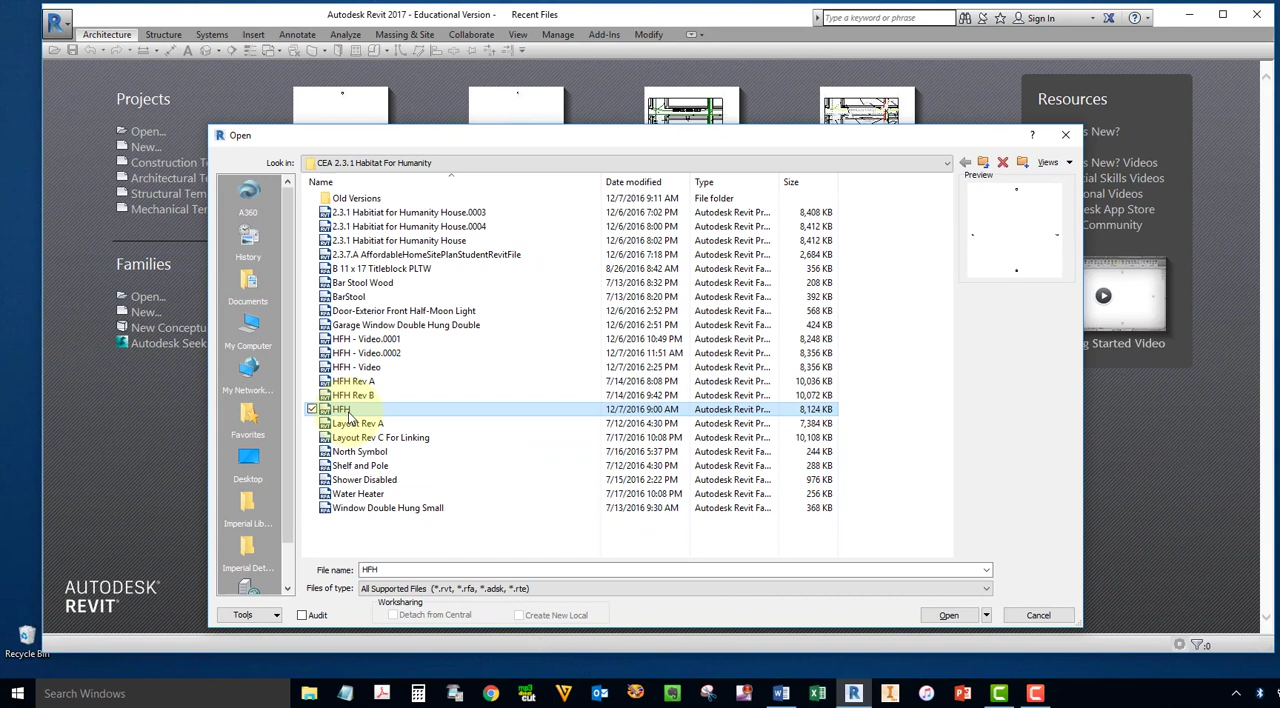 Autodesk Revit 2017 - Educational Version - Recent Files
Type a keyword or phrase
Sign In
Architecture Structure Systems Insert Annotate Analyze Massing & Site Collaborate View Manage Add-Ins Modify
Projects
Open...
New...
Construction Te
Architectural T
Structural Tem
Mechanical Te
Families
Open...
New...
New Conceptu
Autodesk Seek
AUTODESK®
REVIT®
Resources
s New?
s New? Videos
ial Skills Videos
onal Videos
esk App Store
Community
ng Started Video
Open
Look in: CEA 2.3.1 Habitat For Humanity
Views
Preview
A360
History
Documents
My Computer
My Network...
Favorites
Desktop
Imperial Lib...
Imperial Det...
Name Date modified Type Size
Old Versions 12/7/2016 9:11 AM File folder
2.3.1 Habitat for Humanity House.0003 12/6/2016 7:02 PM Autodesk Revit Pr... 8,408 KB
2.3.1 Habitat for Humanity House.0004 12/6/2016 8:00 PM Autodesk Revit Pr... 8,412 KB
2.3.1 Habitat for Humanity House 12/6/2016 8:02 PM Autodesk Revit Pr... 8,412 KB
2.3.7.A AffordableHomeSitePlanStudentRevitFile 12/6/2016 7:18 PM Autodesk Revit Pr... 2,684 KB
B 11 x 17 Titleblock PLTW 8/26/2016 8:42 AM Autodesk Revit Fa... 356 KB
Bar Stool Wood 7/13/2016 8:32 PM Autodesk Revit Fa... 208 KB
BarStool 7/13/2016 8:20 PM Autodesk Revit Fa... 392 KB
Door-Exterior Front Half-Moon Light 12/6/2016 2:52 PM Autodesk Revit Fa... 568 KB
Garage Window Double Hung Double 12/6/2016 2:51 PM Autodesk Revit Fa... 424 KB
HFH - Video.0001 12/6/2016 10:49 PM Autodesk Revit Pr... 8,248 KB
HFH - Video.0002 12/7/2016 11:51 AM Autodesk Revit Pr... 8,356 KB
HFH - Video 12/7/2016 2:25 PM Autodesk Revit Pr... 8,356 KB
HFH Rev A 7/14/2016 8:08 PM Autodesk Revit Pr... 10,036 KB
HFH Rev B 7/14/2016 9:42 PM Autodesk Revit Pr... 10,072 KB
HFH 12/7/2016 9:00 AM Autodesk Revit Pr... 8,124 KB
Layout Rev A 7/12/2016 4:30 PM Autodesk Revit Pr... 7,384 KB
Layout Rev C For Linking 7/17/2016 10:08 PM Autodesk Revit Pr... 10,108 KB
North Symbol 7/16/2016 5:37 PM Autodesk Revit Fa... 244 KB
Shelf and Pole 7/12/2016 4:30 PM Autodesk Revit Fa... 288 KB
Shower Disabled 7/15/2016 2:22 PM Autodesk Revit Fa... 976 KB
Water Heater 7/17/2016 10:08 PM Autodesk Revit Fa... 256 KB
Window Double Hung Small 7/13/2016 9:30 AM Autodesk Revit Fa... 368 KB
File name: HFH
Files of type: All Supported Files (*.rvt, *.rfa, *.adsk, *.rte)
Worksharing
Tools Audit Detach from Central Create New Local Open Cancel
:0
Recycle Bin
Search Windows